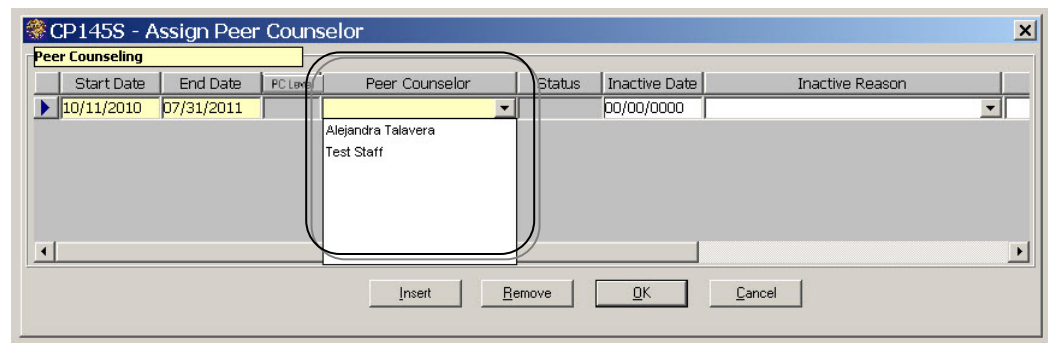 CP145S - Assign Peer Counselor
Peer Counseling
Start Date End Date PC Level Peer Counselor Status Inactive Date Inactive Reason
10/11/2010 07/31/2011 00/00/0000
Alejandra Talavera
Test Staff
Insert Remove OK Cancel